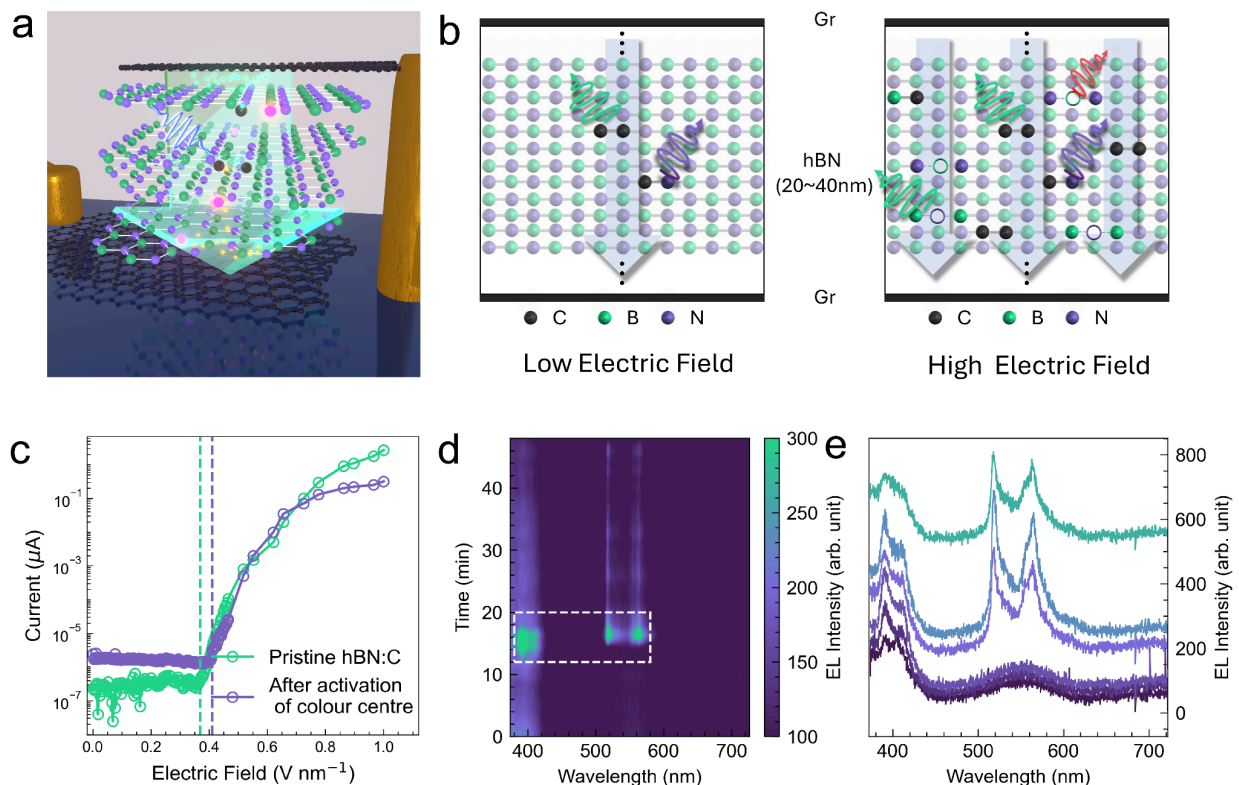 a
b
Gr
hBN
(20~40nm)
Gr
C B N
C B N
Low Electric Field
High Electric Field
c
Current (μA)
10⁻¹
10⁻³
10⁻⁵
10⁻⁷
Pristine hBN:C
After activation
of colour centre
0.0 0.2 0.4 0.6 0.8 1.0
Electric Field (V nm⁻¹)
d
Time (min)
40
30
20
10
0
400 500 600 700
Wavelength (nm)
300
250
200
150
100
EL Intensity (arb. unit)
e
800
600
400
200
0
EL Intensity (arb. unit)
400 500 600 700
Wavelength (nm)